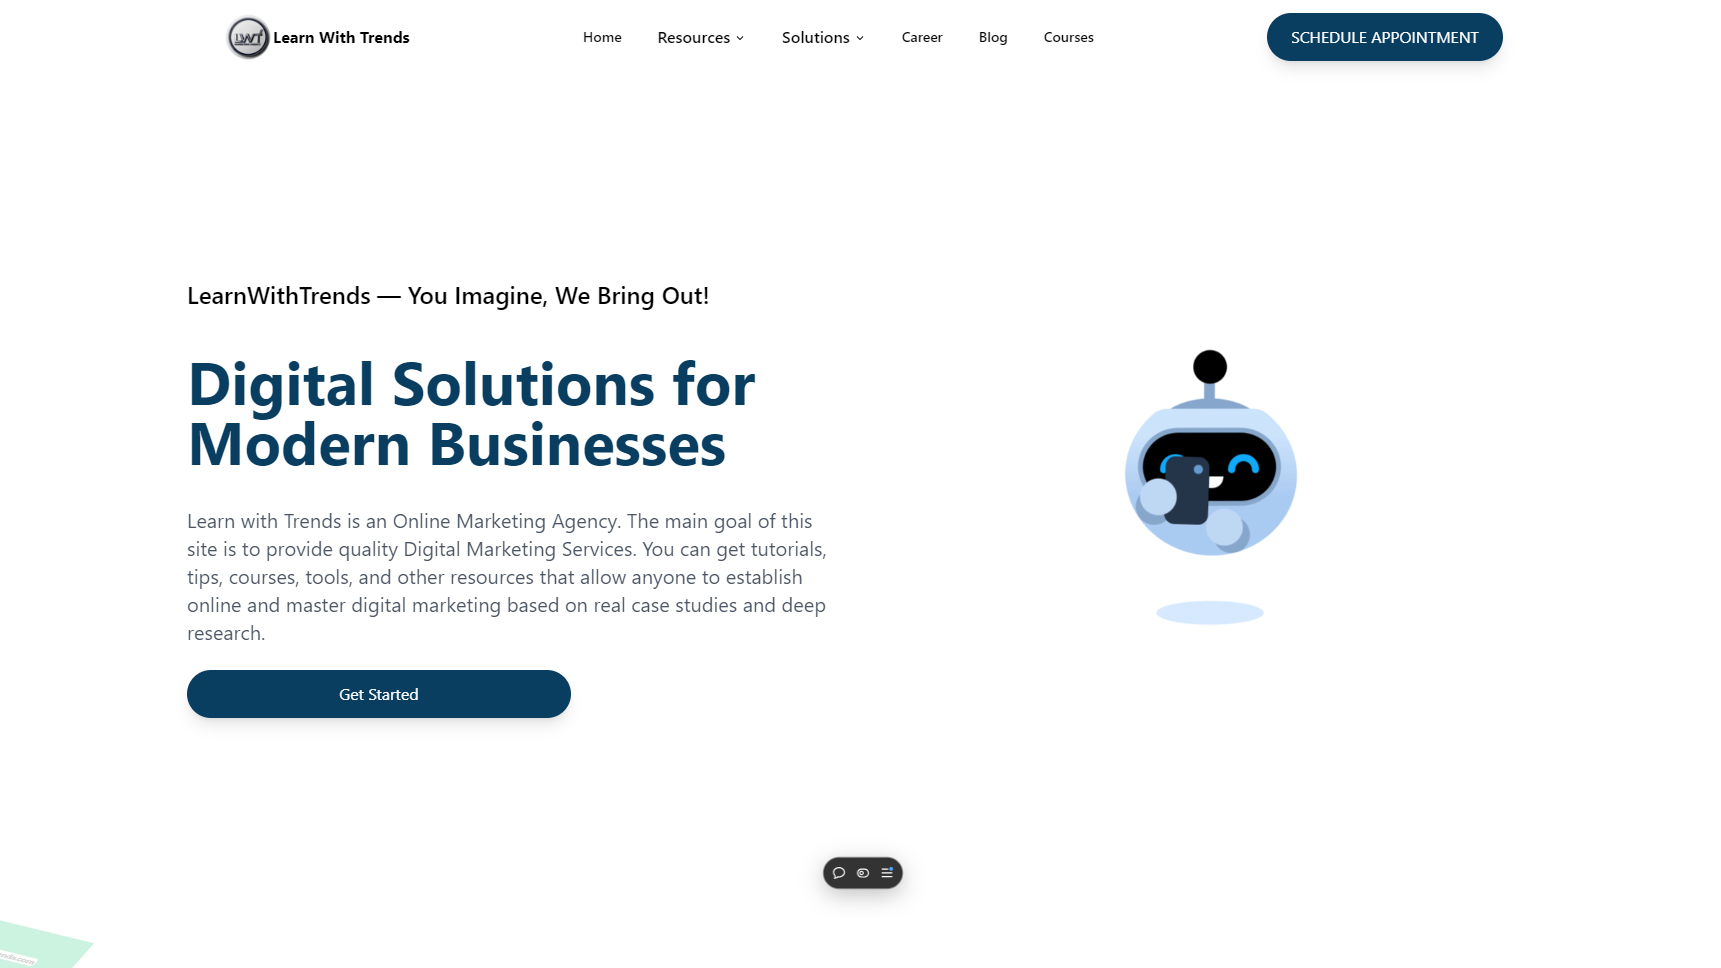 LWT
Learn With Trends
Home
Resources
Solutions
Career
Blog
Courses
SCHEDULE APPOINTMENT
LearnWithTrends — You Imagine, We Bring Out!
Digital Solutions for
Modern Businesses
Learn with Trends is an Online Marketing Agency. The main goal of this
site is to provide quality Digital Marketing Services. You can get tutorials,
tips, courses, tools, and other resources that allow anyone to establish
online and master digital marketing based on real case studies and deep
research.
Get Started